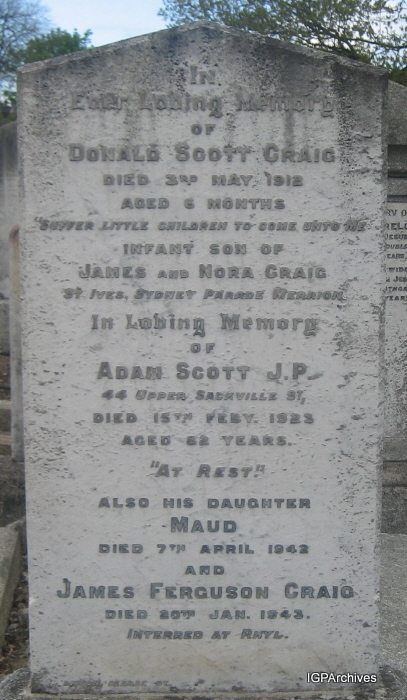 In
Ever Loving Memory
OF
DONALD SCOTT CRAIG
DIED 3RD MAY, 1912
AGED 6 MONTHS
"SUFFER LITTLE CHILDREN TO COME UNTO ME"
INFANT SON OF
JAMES AND NORA CRAIG
ST IVES, SYDNEY PARADE MERRION.
In Loving Memory
OF
ADAM SCOTT J.P.
44 UPPER SACKVILLE ST,
DIED 15TH FEBY. 1923
AGED 62 YEARS.
"AT REST."
ALSO HIS DAUGHTER
MAUD
DIED 7TH APRIL 1942
AND
JAMES FERGUSON CRAIG
DIED 20TH JAN. 1943.
INTERRED AT RHYL.
IGPArchives